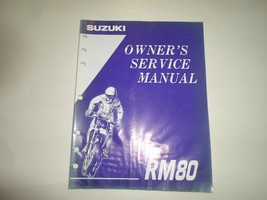 SUZUKI
OWNER'S
SERVICE
MANUAL
RM80